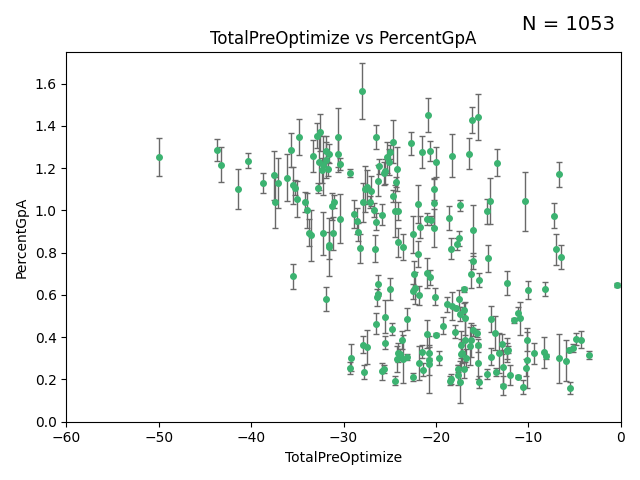 N = 1053
TotalPreOptimize vs PercentGpA
PercentGpA
1.6
1.4
1.2
1.0
0.8
0.6
0.4
0.2
0.0
−60 −50 −40 −30 −20 −10 0
TotalPreOptimize